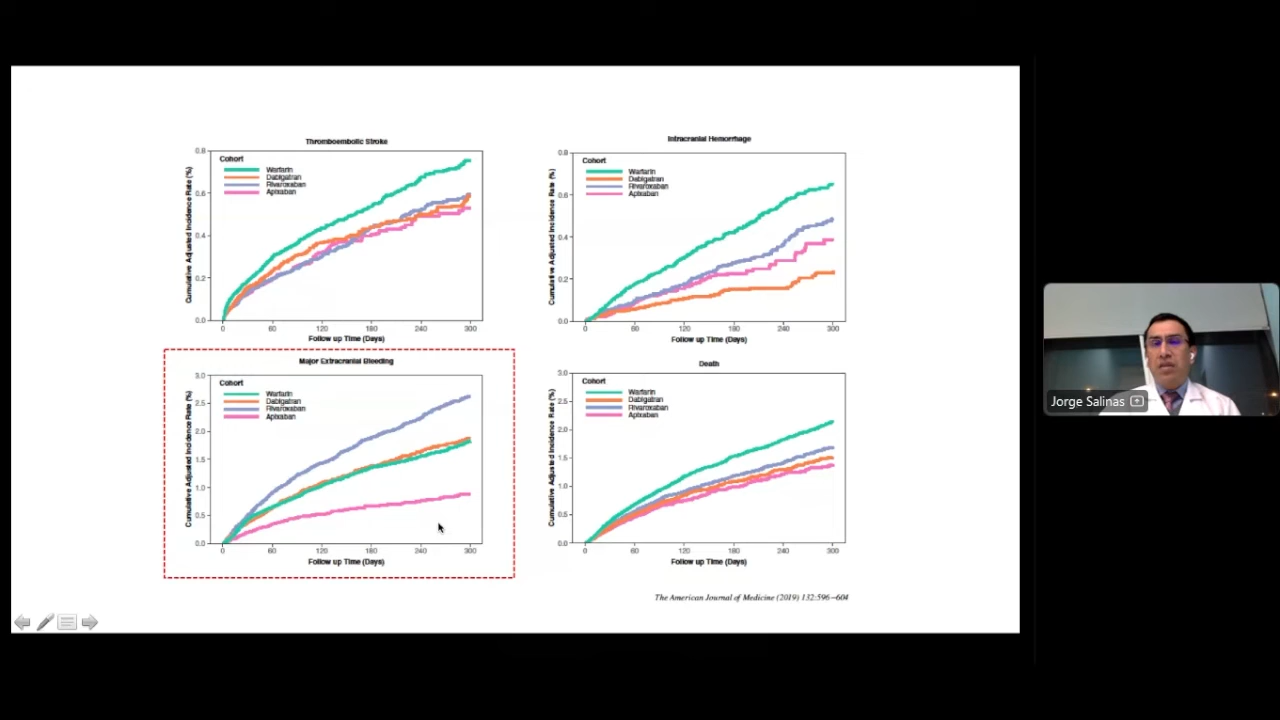 Thromboembolic Stroke
Cumulative Adjusted Incidence Rate (%)
0.8
0.6
0.4
0.2
0.0
Cohort
Warfarin
Dabigatran
Rivaroxaban
Apixaban
0 60 120 180 240 300
Follow up Time (Days)
Intracranial Hemorrhage
Cumulative Adjusted Incidence Rate (%)
0.8
0.6
0.4
0.2
0.0
Cohort
Warfarin
Dabigatran
Rivaroxaban
Apixaban
0 60 120 180 240 300
Follow up Time (Days)
Major Extracranial Bleeding
Cumulative Adjusted Incidence Rate (%)
3.0
2.5
2.0
1.5
1.0
0.5
0.0
Cohort
Warfarin
Dabigatran
Rivaroxaban
Apixaban
0 60 120 180 240 300
Follow up Time (Days)
Death
Cumulative Adjusted Incidence Rate (%)
3.0
2.5
2.0
1.5
1.0
0.5
0.0
Cohort
Warfarin
Dabigatran
Rivaroxaban
Apixaban
0 60 120 180 240 300
Follow up Time (Days)
The American Journal of Medicine (2019) 132:596−604
Jorge Salinas